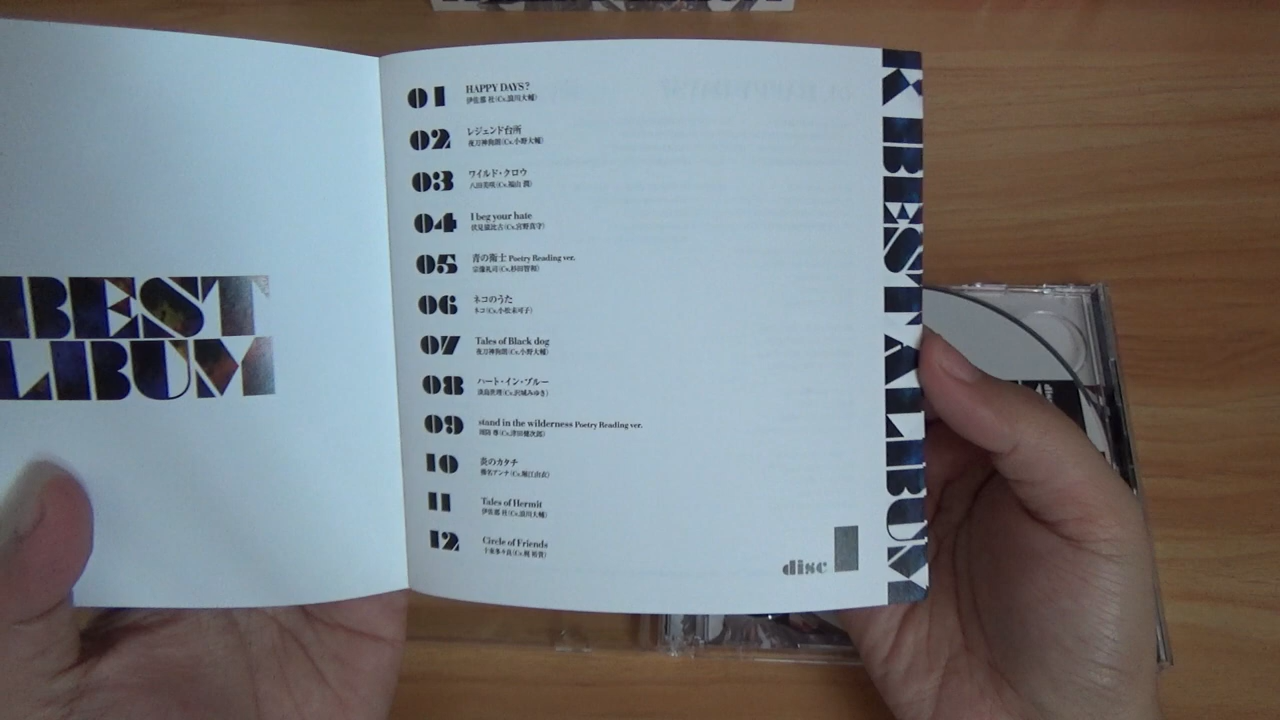 BEST
ALBUM
01
HAPPY DAYS?
伊佐那 社(Cv.浪川大輔)
02
レジェンド台所
夜刀神狗朗(Cv.小野大輔)
03
ワイルド・クロウ
八田美咲(Cv.福山 潤)
04
I beg your hate
伏見猿比古(Cv.宮野真守)
05
青の衛士 Poetry Reading ver.
宗像礼司(Cv.杉田智和)
06
ネコのうた
ネコ(Cv.小松未可子)
07
Tales of Black dog
夜刀神狗朗(Cv.小野大輔)
08
ハート・イン・ブルー
淡島世理(Cv.沢城みゆき)
09
stand in the wilderness Poetry Reading ver.
周防 尊(Cv.津田健次郎)
10
炎のカタチ
櫛名アンナ(Cv.堀江由衣)
11
Tales of Hermit
伊佐那 社(Cv.浪川大輔)
12
Circle of Friends
十束多々良(Cv.梶 裕貴)
disc 1
K BEST ALBUM